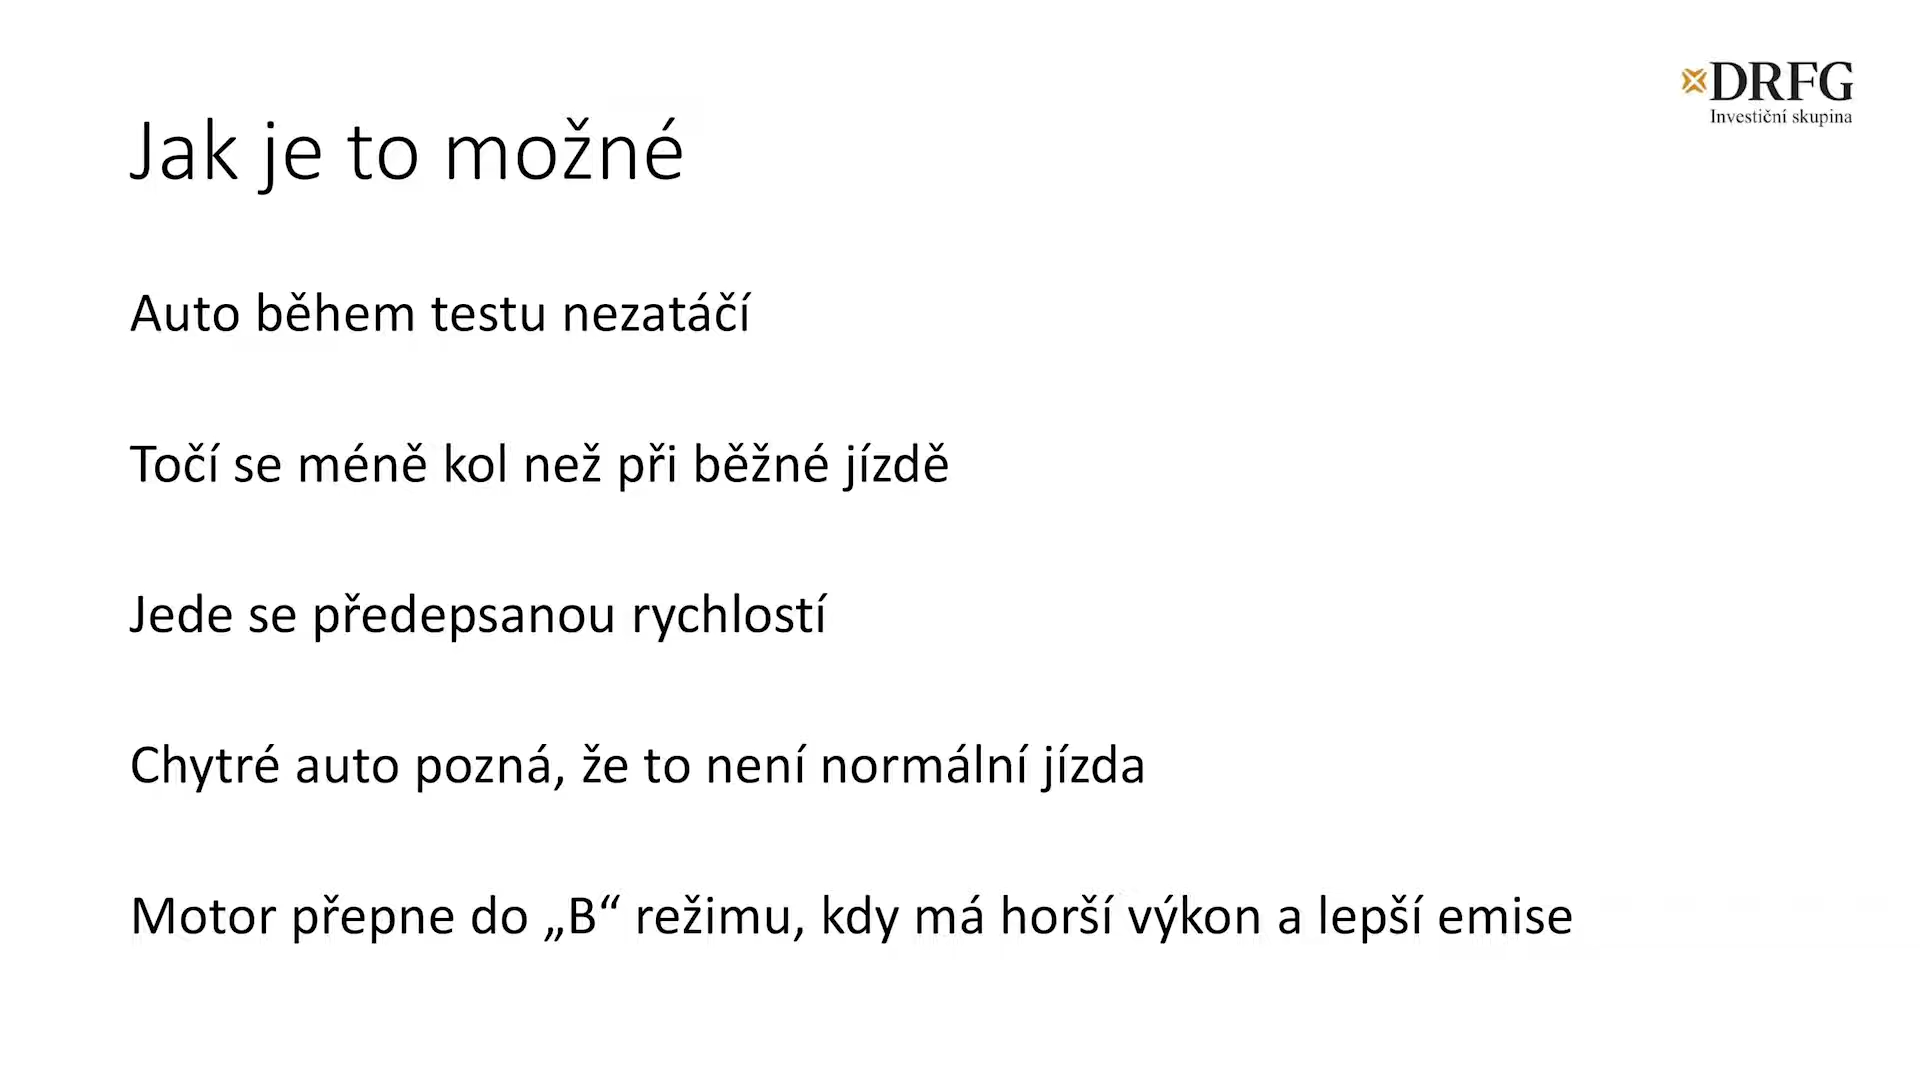 DRFG
Investiční skupina
Jak je to možné
Auto během testu nezatáčí
Točí se méně kol než při běžné jízdě
Jede se předepsanou rychlostí
Chytré auto pozná, že to není normální jízda
Motor přepne do „B“ režimu, kdy má horší výkon a lepší emise